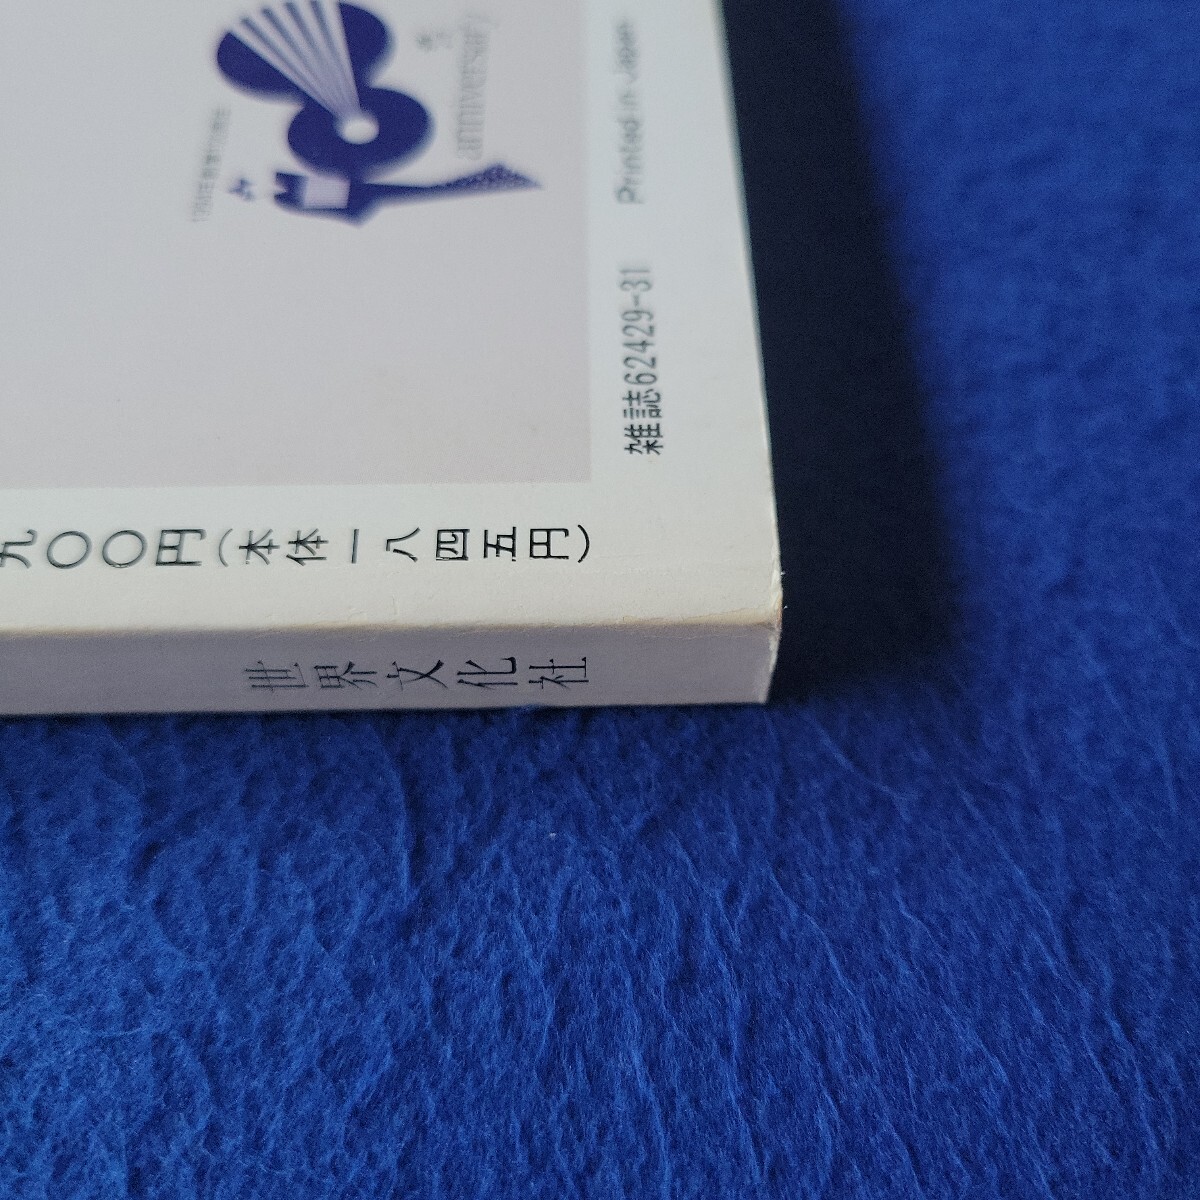 anniversary
Printed in Japan
雑誌62429-31
九〇〇円(本体一八四五円)
世界文化社